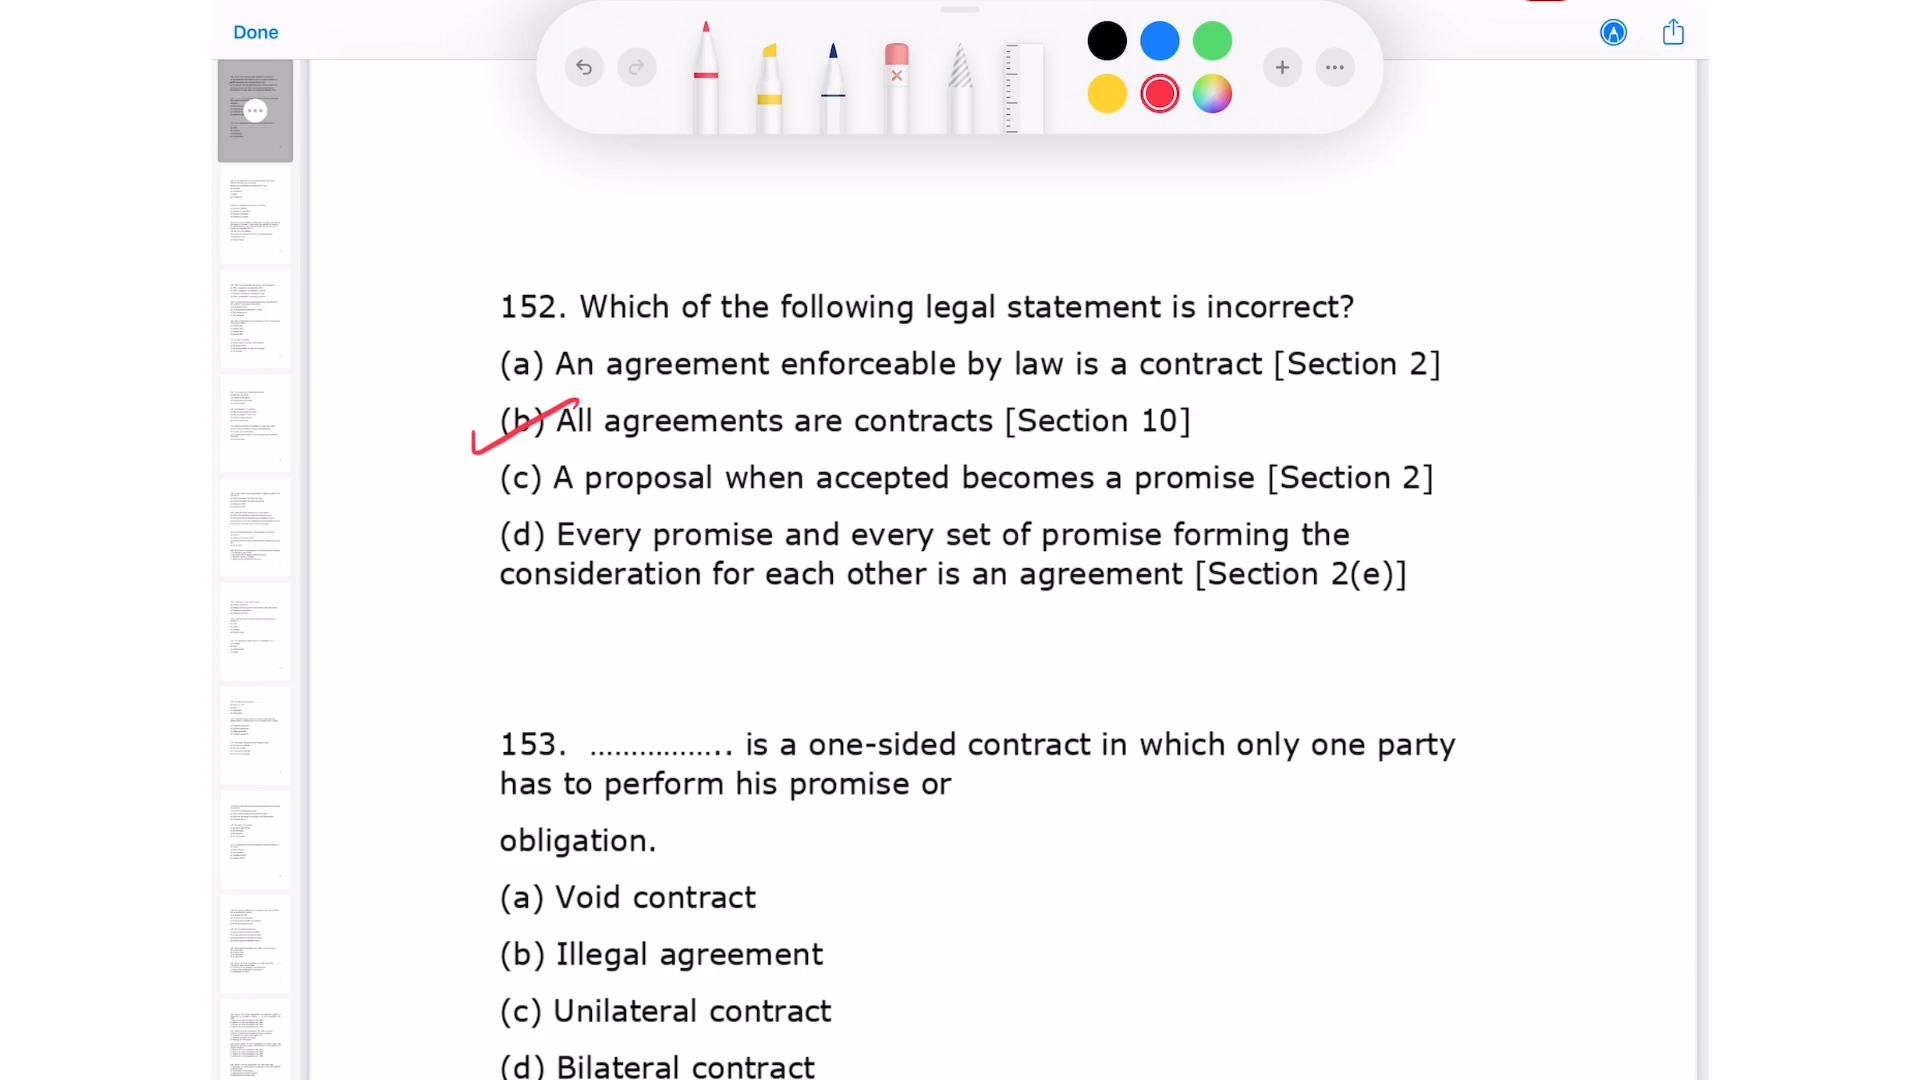 Done
152. Which of the following legal statement is incorrect?
(a) An agreement enforceable by law is a contract [Section 2]
(b) All agreements are contracts [Section 10]
(c) A proposal when accepted becomes a promise [Section 2]
(d) Every promise and every set of promise forming the
consideration for each other is an agreement [Section 2(e)]
153. …………….. is a one-sided contract in which only one party
has to perform his promise or
obligation.
(a) Void contract
(b) Illegal agreement
(c) Unilateral contract
(d) Bilateral contract